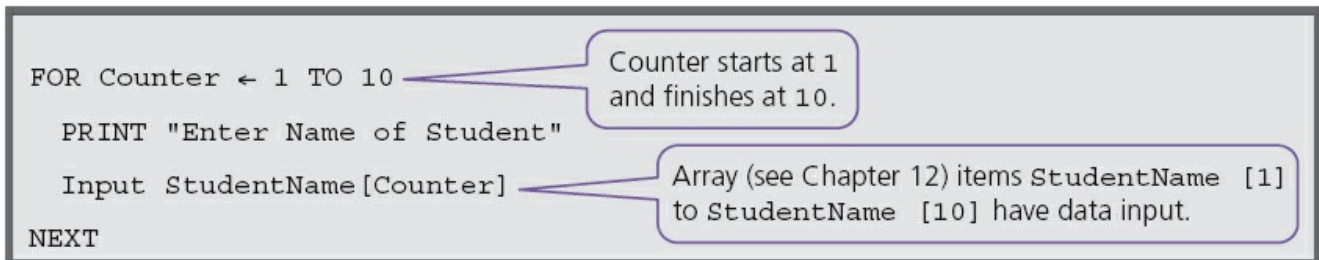 FOR Counter ← 1 TO 10
Counter starts at 1
and finishes at 10.
PRINT "Enter Name of Student"
Input StudentName[Counter]
Array (see Chapter 12) items StudentName [1]
to StudentName [10] have data input.
NEXT